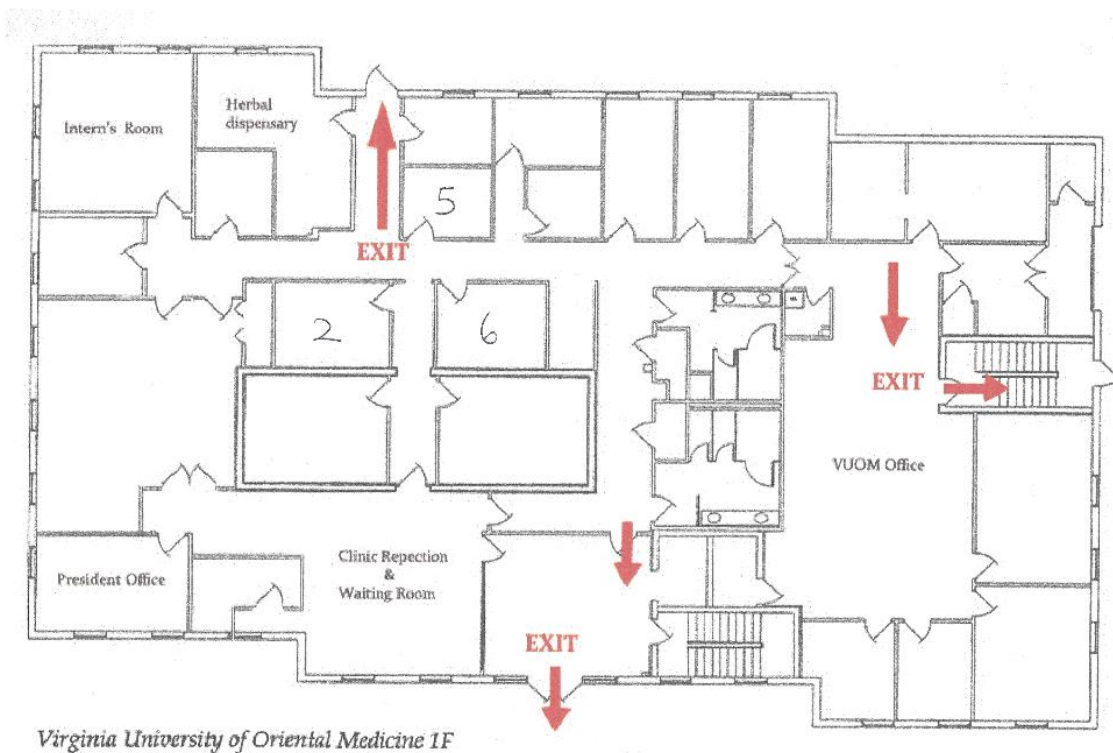 Intern's Room
Herbal
dispensary
5
EXIT
2
6
EXIT
VUOM Office
President Office
Clinic Repection
&
Waiting Room
EXIT
Virginia University of Oriental Medicine 1F